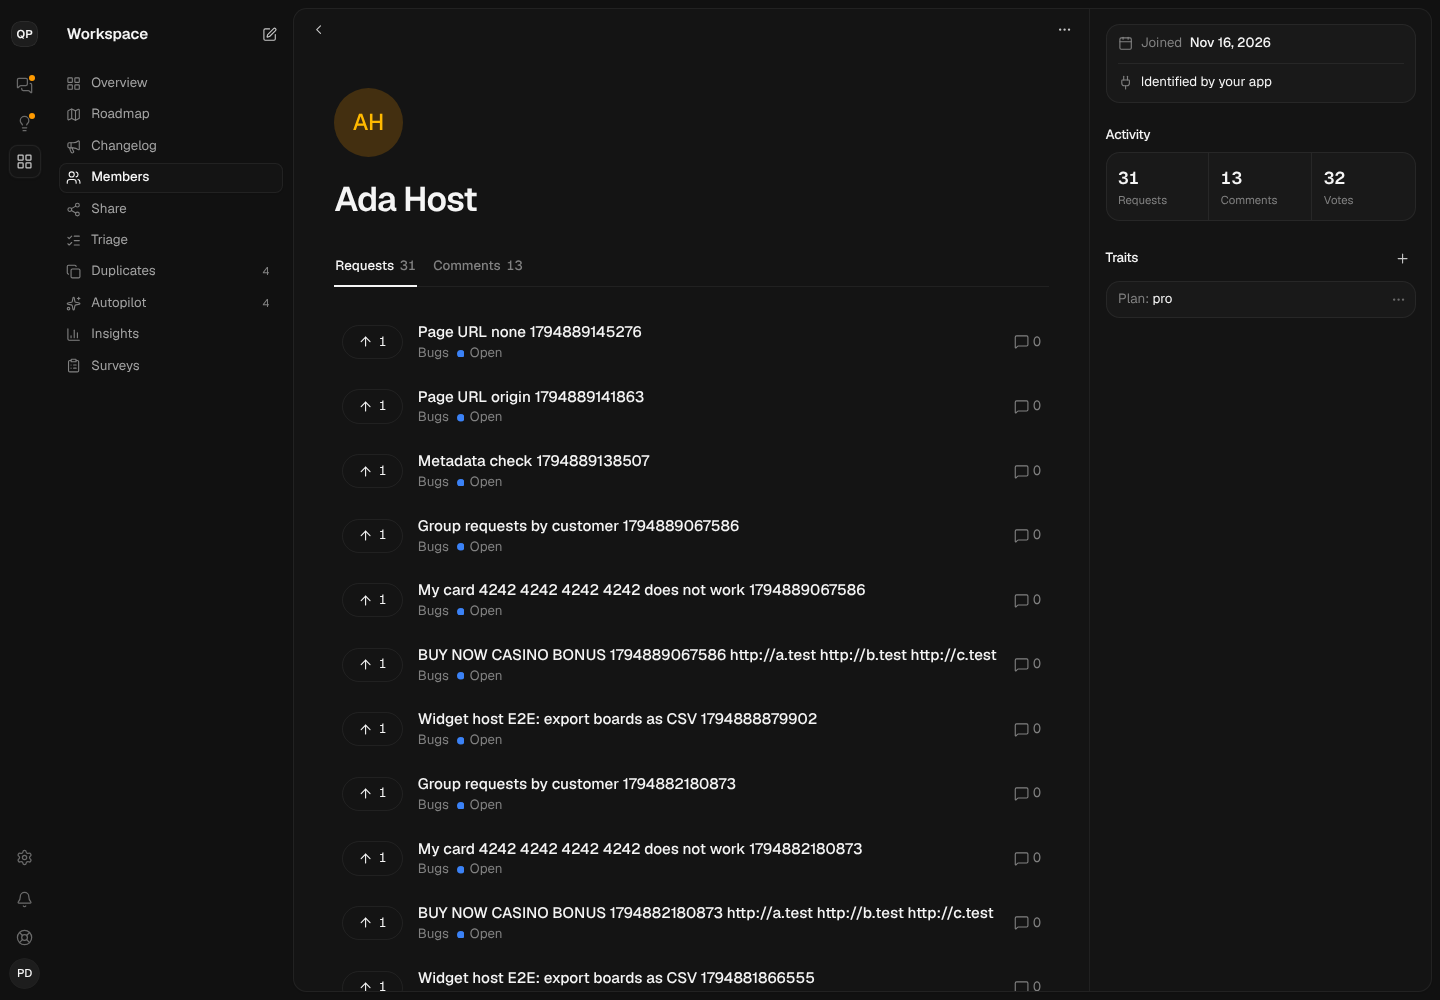 QP
Workspace
Overview
Roadmap
Changelog
Members
Share
Triage
Duplicates 4
Autopilot 4
Insights
Surveys
PD
AH
Ada Host
Requests 31 Comments 13
1 Page URL none 1794889145276 0
Bugs Open
1 Page URL origin 1794889141863 0
Bugs Open
1 Metadata check 1794889138507 0
Bugs Open
1 Group requests by customer 1794889067586 0
Bugs Open
1 My card 4242 4242 4242 4242 does not work 1794889067586 0
Bugs Open
1 BUY NOW CASINO BONUS 1794889067586 http://a.test http://b.test http://c.test 0
Bugs Open
1 Widget host E2E: export boards as CSV 1794888879902 0
Bugs Open
1 Group requests by customer 1794882180873 0
Bugs Open
1 My card 4242 4242 4242 4242 does not work 1794882180873 0
Bugs Open
1 BUY NOW CASINO BONUS 1794882180873 http://a.test http://b.test http://c.test 0
Bugs Open
1 Widget host E2E: export boards as CSV 1794881866555 0
Joined Nov 16, 2026
Identified by your app
Activity
31 13 32
Requests Comments Votes
Traits
Plan: pro